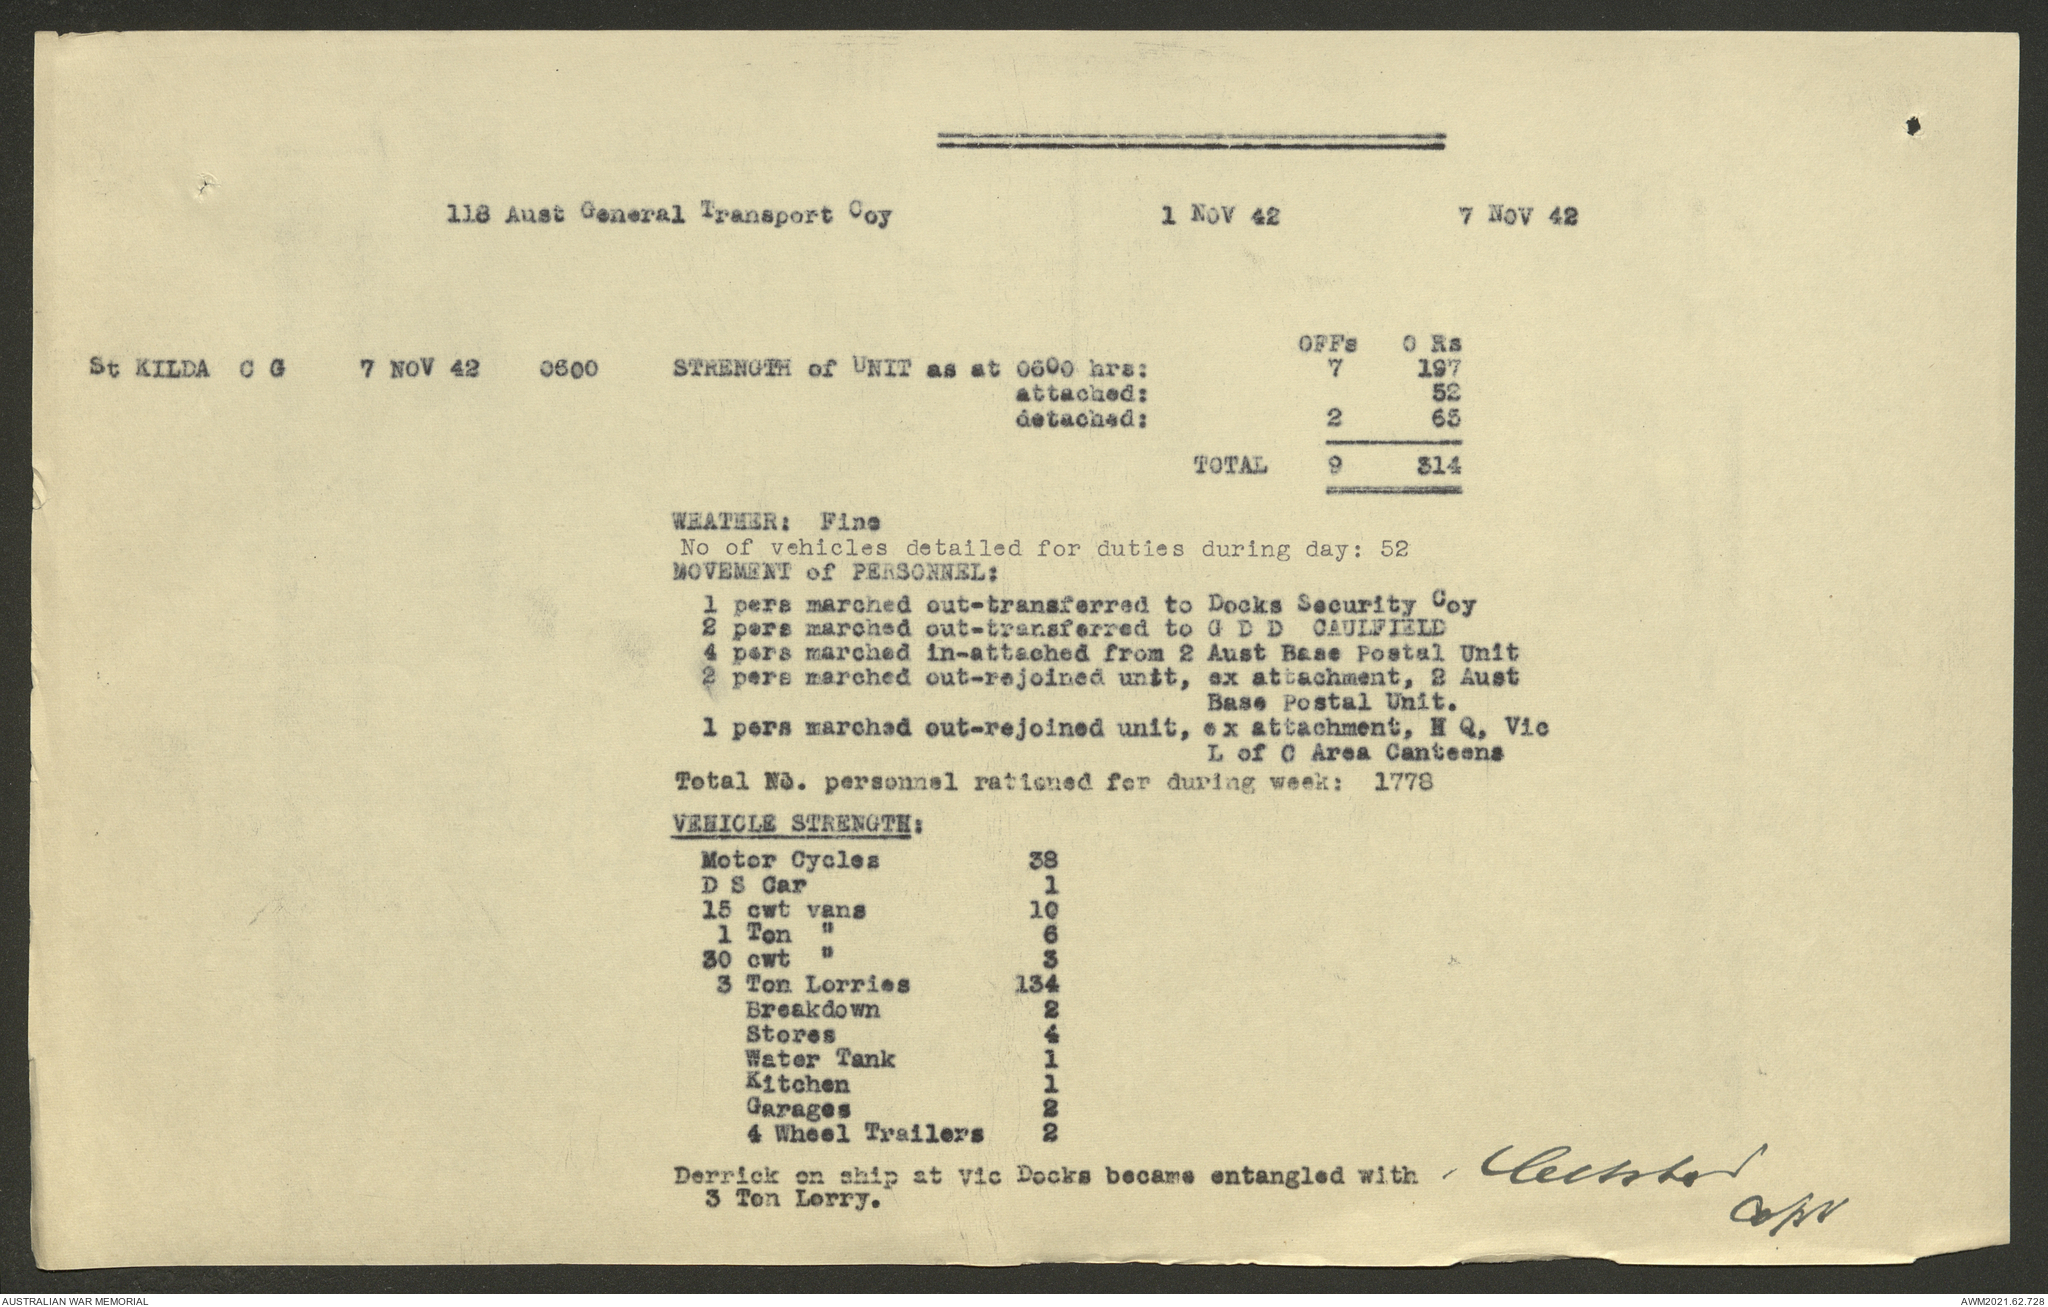 118 Aust General Transport Coy 1 NOV 42 7 NOV 42
OFFs O Rs
St KILDA C G 7 NOV 42 0600 STRENGTH of UNIT as at 0600 hrs: 7 197
attached: 52
detached: 2 65
TOTAL 9 314
WEATHER: Fine
No of vehicles detailed for duties during day: 52
MOVEMENT of PERSONNEL:
1 pers marched out-transferred to Docks Security Coy
2 pers marched out-transferred to G D D CAULFIELD
4 pers marched in-attached from 2 Aust Base Postal Unit
2 pers marched out-rejoined unit, ex attachment, 2 Aust
Base Postal Unit.
1 pers marched out-rejoined unit, ex attachment, H Q, Vic
L of C Area Canteens
Total No. personnel rationed for during week: 1778
VEHICLE STRENGTH:
Motor Cycles 38
D S Car 1
15 cwt vans 10
1 Ton " 6
30 cwt " 3
3 Ton Lorries 134
Breakdown 2
Stores 4
Water Tank 1
Kitchen 1
Garages 2
4 Wheel Trailers 2
Derrick on ship at Vic Docks became entangled with
3 Ton Lorry.
Capt
AUSTRALIAN WAR MEMORIAL AWM2021.62.728